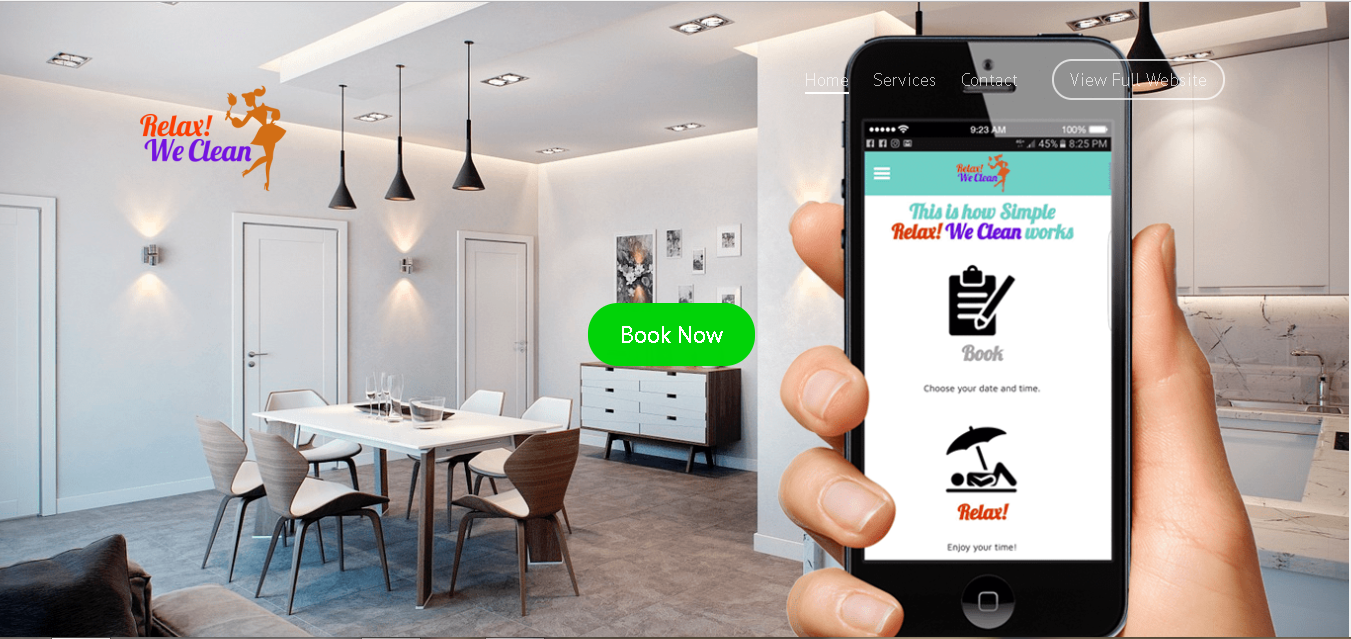 Home Services Contact View Full Website
Relax!
We Clean
Book Now
9:23 AM 100%
45% 8:25 PM
Relax!
We Clean
This is how Simple
Relax! We Clean works
Book
Choose your date and time.
Relax!
Enjoy your time!